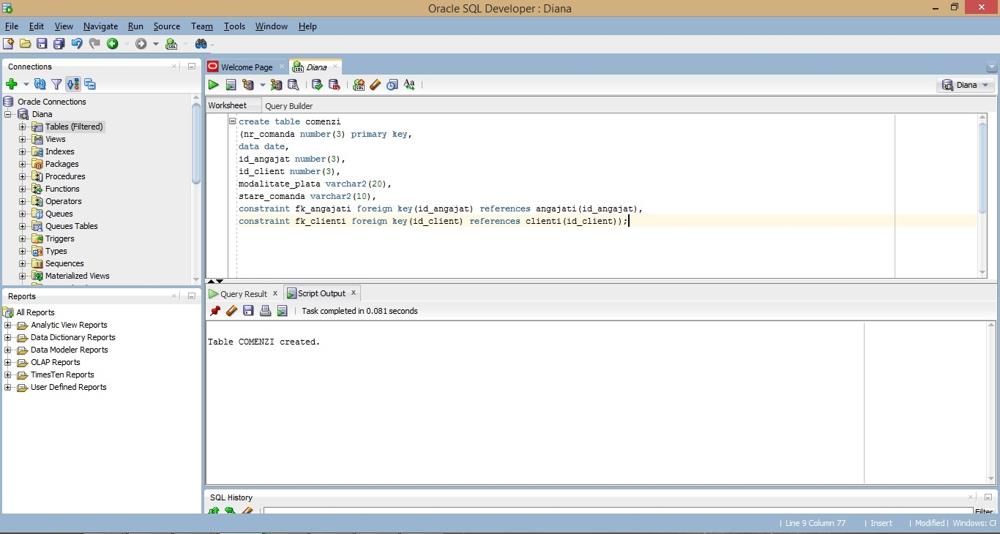 Oracle SQL Developer : Diana
File Edit View Navigate Run Source Team Tools Window Help
Connections
Oracle Connections
Diana
Tables (Filtered)
Views
Indexes
Packages
Procedures
Functions
Operators
Queues
Queues Tables
Triggers
Types
Sequences
Materialized Views
Reports
All Reports
Analytic View Reports
Data Dictionary Reports
Data Modeler Reports
OLAP Reports
TimesTen Reports
User Defined Reports
Welcome Page Diana
Aa
Diana
Worksheet Query Builder
create table comenzi
(nr_comanda number(3) primary key,
data date,
id_angajat number(3),
id_client number(3),
modalitate_plata varchar2(20),
stare_comanda varchar2(10),
constraint fk_angajati foreign key(id_angajat) references angajati(id_angajat),
constraint fk_clienti foreign key(id_client) references clienti(id_client));
Query Result Script Output
Task completed in 0.081 seconds
Table COMENZI created.
SQL History
Filter
Line 9 Column 77 Insert Modified Windows: